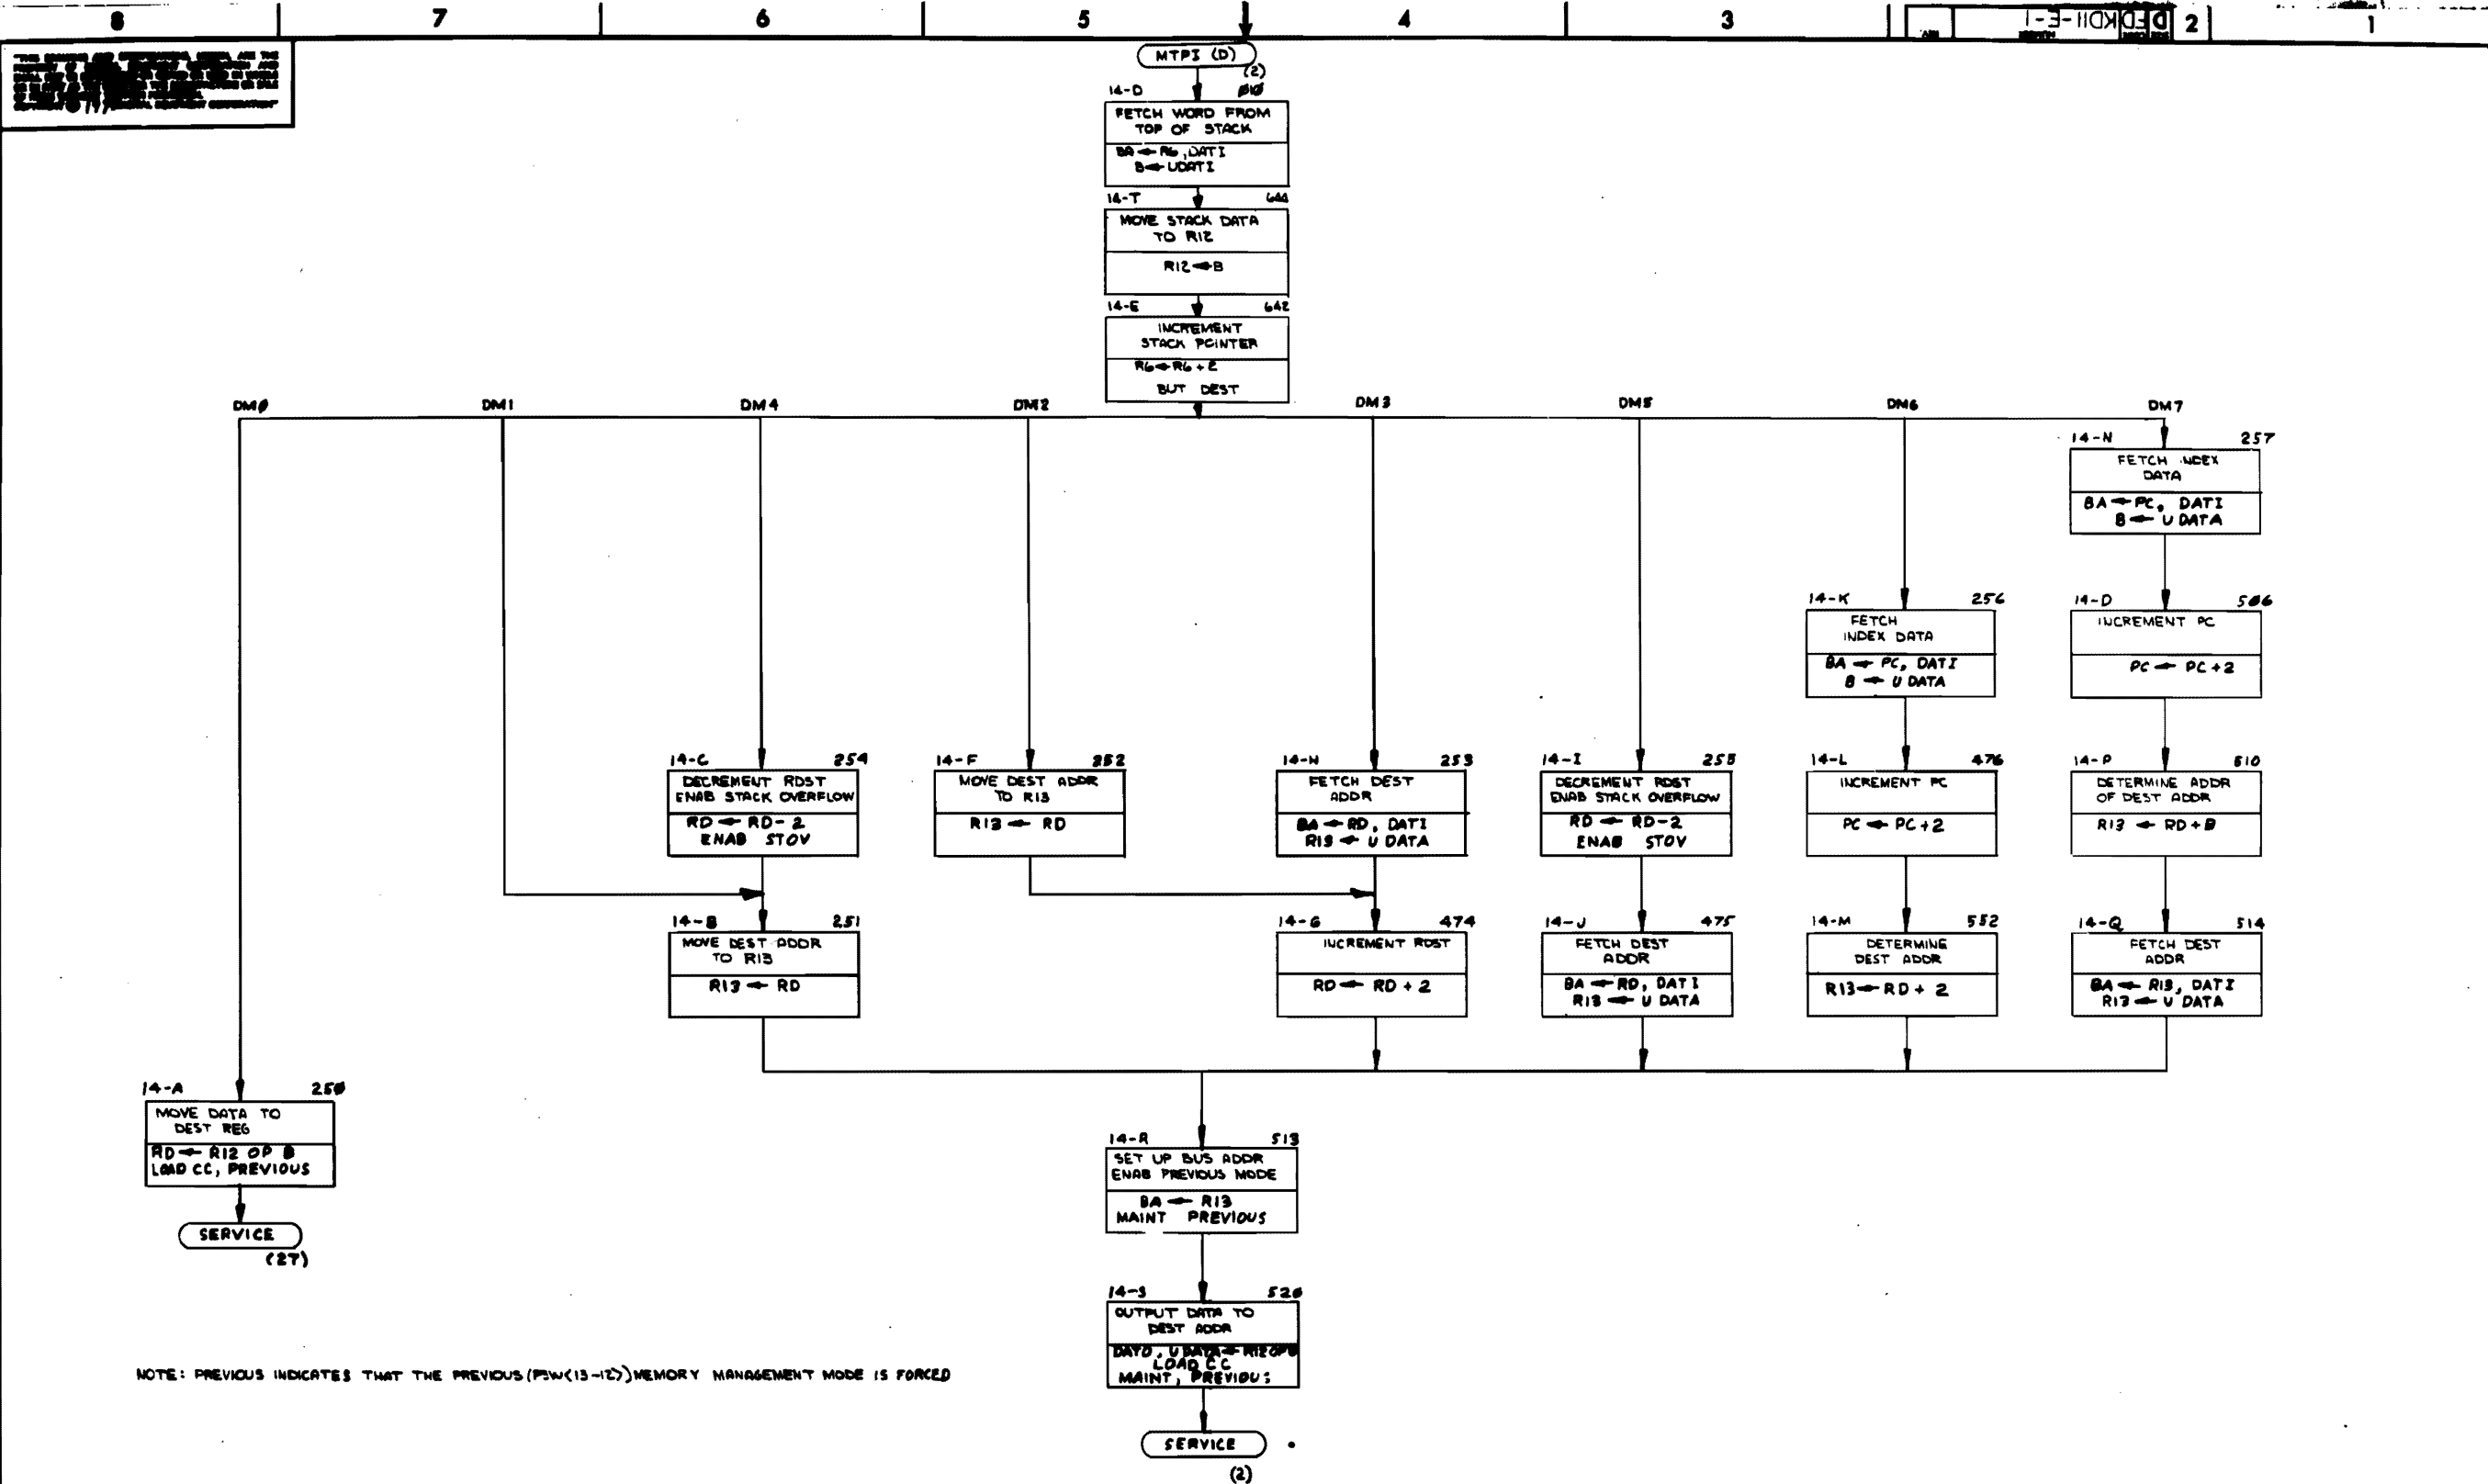 8 7 6 5 4 3 2 1
D FD KD11-E-1
MTPI (D)
(2)
14-D
FETCH WORD FROM
TOP OF STACK
BA ← R6, DATI
B ← UDATI
14-T 644
MOVE STACK DATA
TO R12
R12 ← B
14-E 642
INCREMENT
STACK POINTER
R6 ← R6 + 2
BUT DEST
DMØ DM1 DM4 DM2 DM3 DM5 DM6 DM7
14-N 257
FETCH INDEX
DATA
BA ← PC, DATI
B ← U DATA
14-K 256
FETCH
INDEX DATA
BA ← PC, DATI
B ← U DATA
14-D 506
INCREMENT PC
PC ← PC + 2
14-C 254
DECREMENT RDST
ENAB STACK OVERFLOW
RD ← RD - 2
ENAB STOV
14-F 252
MOVE DEST ADDR
TO R13
R13 ← RD
14-H 253
FETCH DEST
ADDR
BA ← RD, DATI
R13 ← U DATA
14-I 255
DECREMENT RDST
ENAB STACK OVERFLOW
RD ← RD-2
ENAB STOV
14-L 476
INCREMENT PC
PC ← PC + 2
14-P 510
DETERMINE ADDR
OF DEST ADDR
R13 ← RD + B
14-B 251
MOVE DEST ADDR
TO R13
R13 ← RD
14-G 474
INCREMENT RDST
RD ← RD + 2
14-J 475
FETCH DEST
ADDR
BA ← RD, DATI
R13 ← U DATA
14-M 552
DETERMINE
DEST ADDR
R13 ← RD + 2
14-Q 514
FETCH DEST
ADDR
BA ← R13, DATI
R13 ← U DATA
14-A 25Ø
MOVE DATA TO
DEST REG
RD ← R12 OP B
LOAD CC, PREVIOUS
SERVICE
(27)
14-R 513
SET UP BUS ADDR
ENAB PREVIOUS MODE
BA ← R13
MAINT PREVIOUS
14-S 526
OUTPUT DATA TO
DEST ADDR
DATO, U DATA ← R12 OP B
LOAD CC
MAINT, PREVIOU:
SERVICE
(2)
NOTE: PREVIOUS INDICATES THAT THE PREVIOUS (PSW<13-12>) MEMORY MANAGEMENT MODE IS FORCED